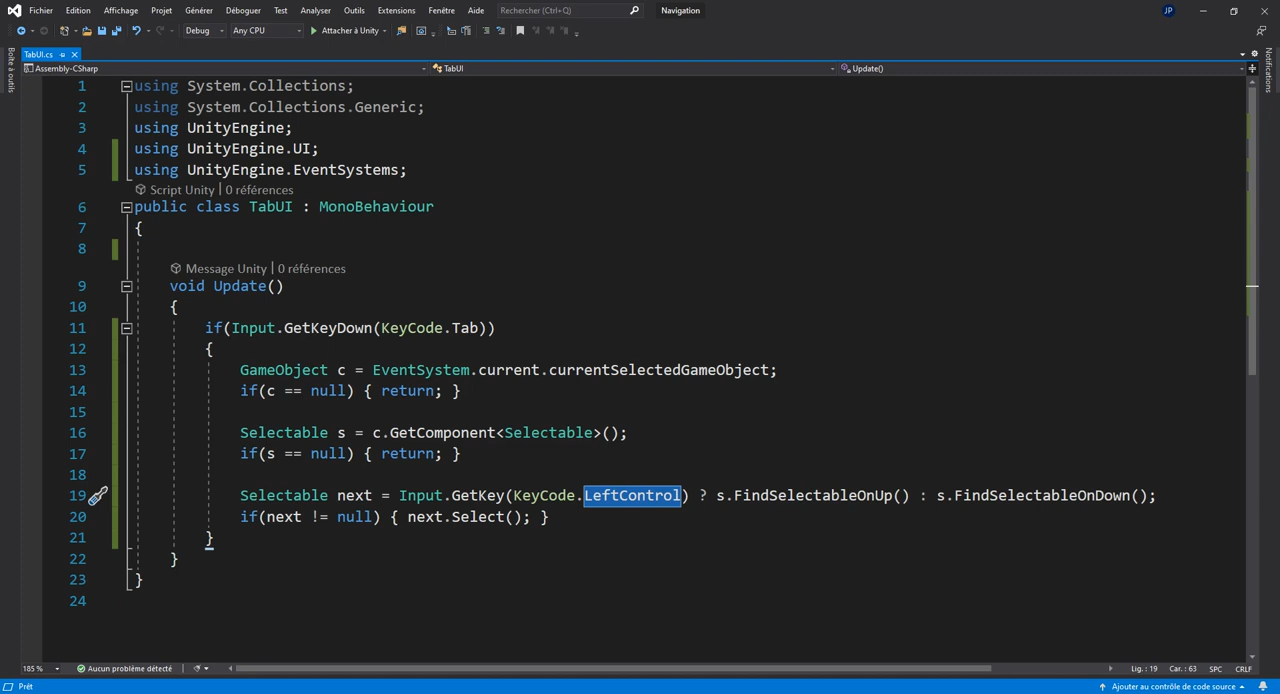 Fichier Edition Affichage Projet Générer Déboguer Test Analyser Outils Extensions Fenêtre Aide Rechercher (Ctrl+Q) Navigation JP
Debug Any CPU Attacher à Unity
TabUI.cs
Assembly-CSharp TabUI Update()
Boîte à outils
Notifications
1 using System.Collections;
2 using System.Collections.Generic;
3 using UnityEngine;
4 using UnityEngine.UI;
5 using UnityEngine.EventSystems;
Script Unity | 0 références
6 public class TabUI : MonoBehaviour
7 {
8
Message Unity | 0 références
9 void Update()
10 {
11 if(Input.GetKeyDown(KeyCode.Tab))
12 {
13 GameObject c = EventSystem.current.currentSelectedGameObject;
14 if(c == null) { return; }
15
16 Selectable s = c.GetComponent<Selectable>();
17 if(s == null) { return; }
18
19 Selectable next = Input.GetKey(KeyCode.LeftControl) ? s.FindSelectableOnUp() : s.FindSelectableOnDown();
20 if(next != null) { next.Select(); }
21 }
22 }
23 }
24
185 % Aucun problème détecté Lig. : 19 Car. : 63 SPC CRLF
Prêt Ajouter au contrôle de code source